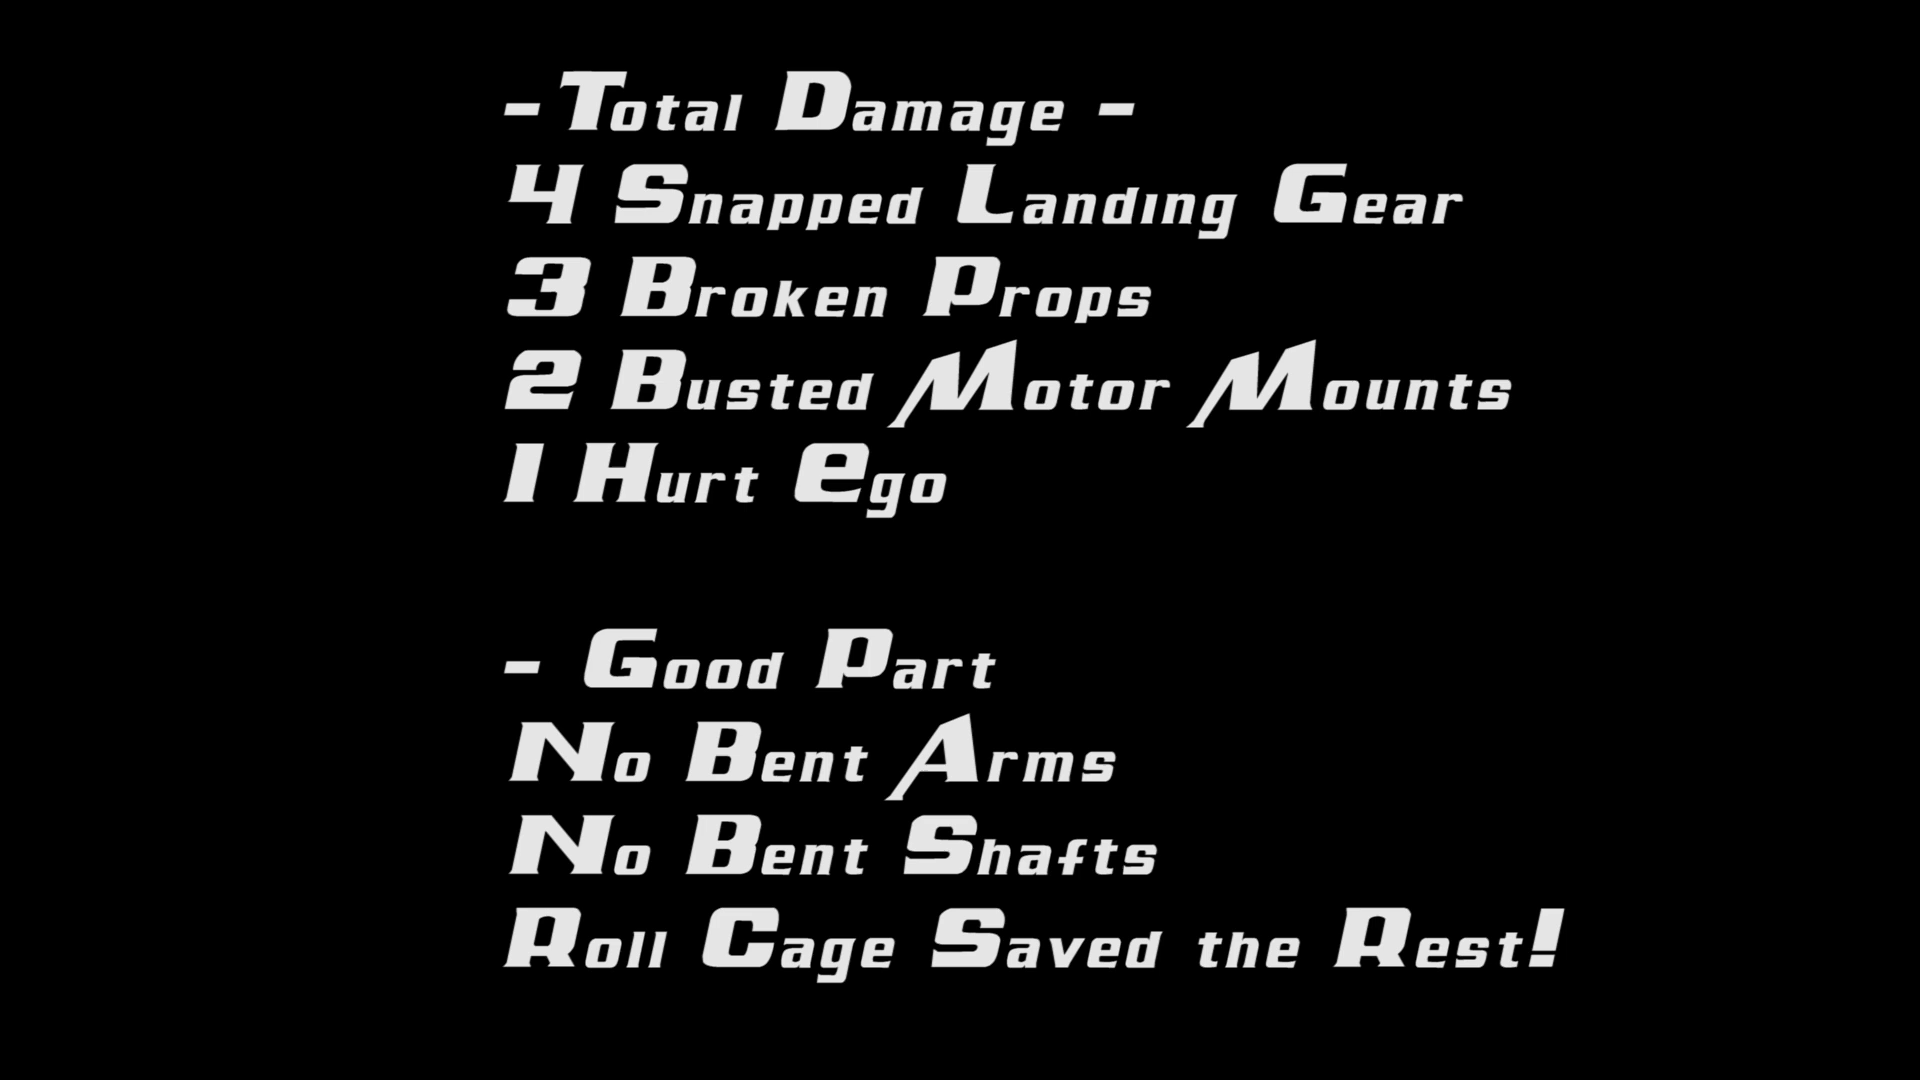 - Total Damage -
4 Snapped Landing Gear
3 Broken Props
2 Busted Motor Mounts
1 Hurt Ego
- Good Part
No Bent Arms
No Bent Shafts
Roll Cage Saved the Rest!